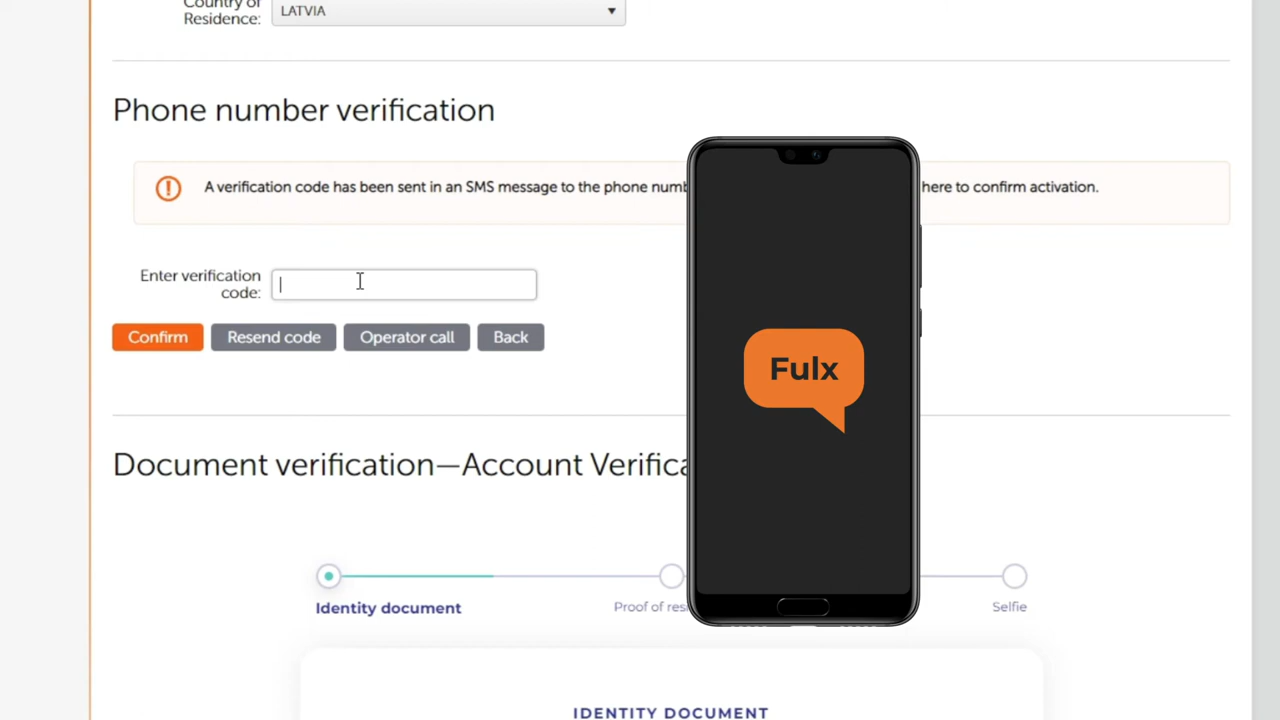 Country of
Residence:
LATVIA
Phone number verification
A verification code has been sent in an SMS message to the phone numb
here to confirm activation.
Enter verification
code:
Confirm
Resend code
Operator call
Back
Fulx
Document verification—Account Verifica
Identity document
Proof of res
Selfie
IDENTITY DOCUMENT